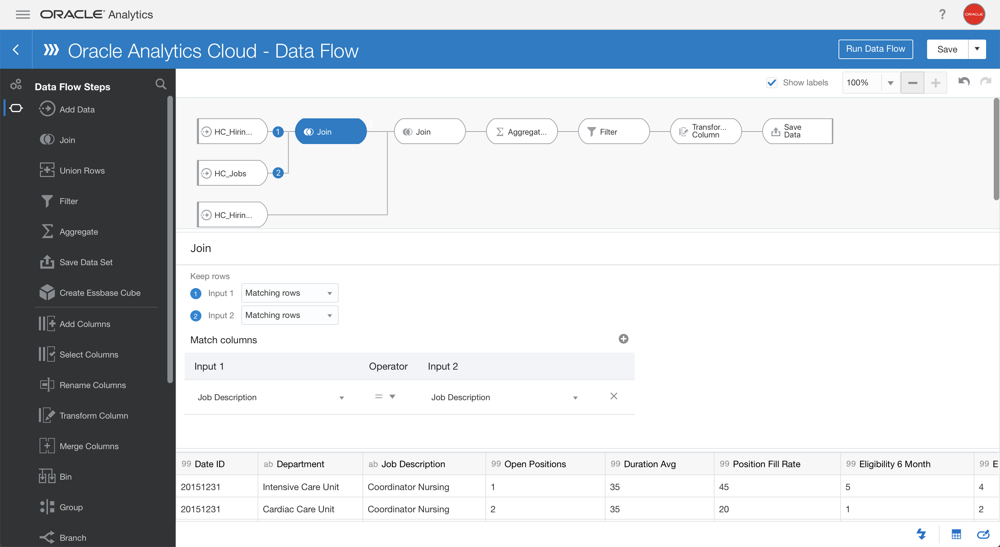 ORACLE® Analytics
?
ORACLE
Oracle Analytics Cloud - Data Flow
Run Data Flow
Save
Data Flow Steps
Add Data
Join
Union Rows
Filter
Aggregate
Save Data Set
Create Essbase Cube
Add Columns
Select Columns
Rename Columns
Transform Column
Merge Columns
Bin
Group
Branch
Show labels
100%
HC_Hirin...
1
Join
Join
Aggregat...
Filter
Transfor...
Column
Save
Data
HC_Jobs
2
HC_Hirin...
Join
Keep rows
1 Input 1 Matching rows
2 Input 2 Matching rows
Match columns
Input 1 Operator Input 2
Job Description = Job Description
99 Date ID ab Department ab Job Description 99 Open Positions 99 Duration Avg 99 Position Fill Rate 99 Eligibility 6 Month 99 E
20151231 Intensive Care Unit Coordinator Nursing 1 35 45 5 4
20151231 Cardiac Care Unit Coordinator Nursing 2 35 20 1 2